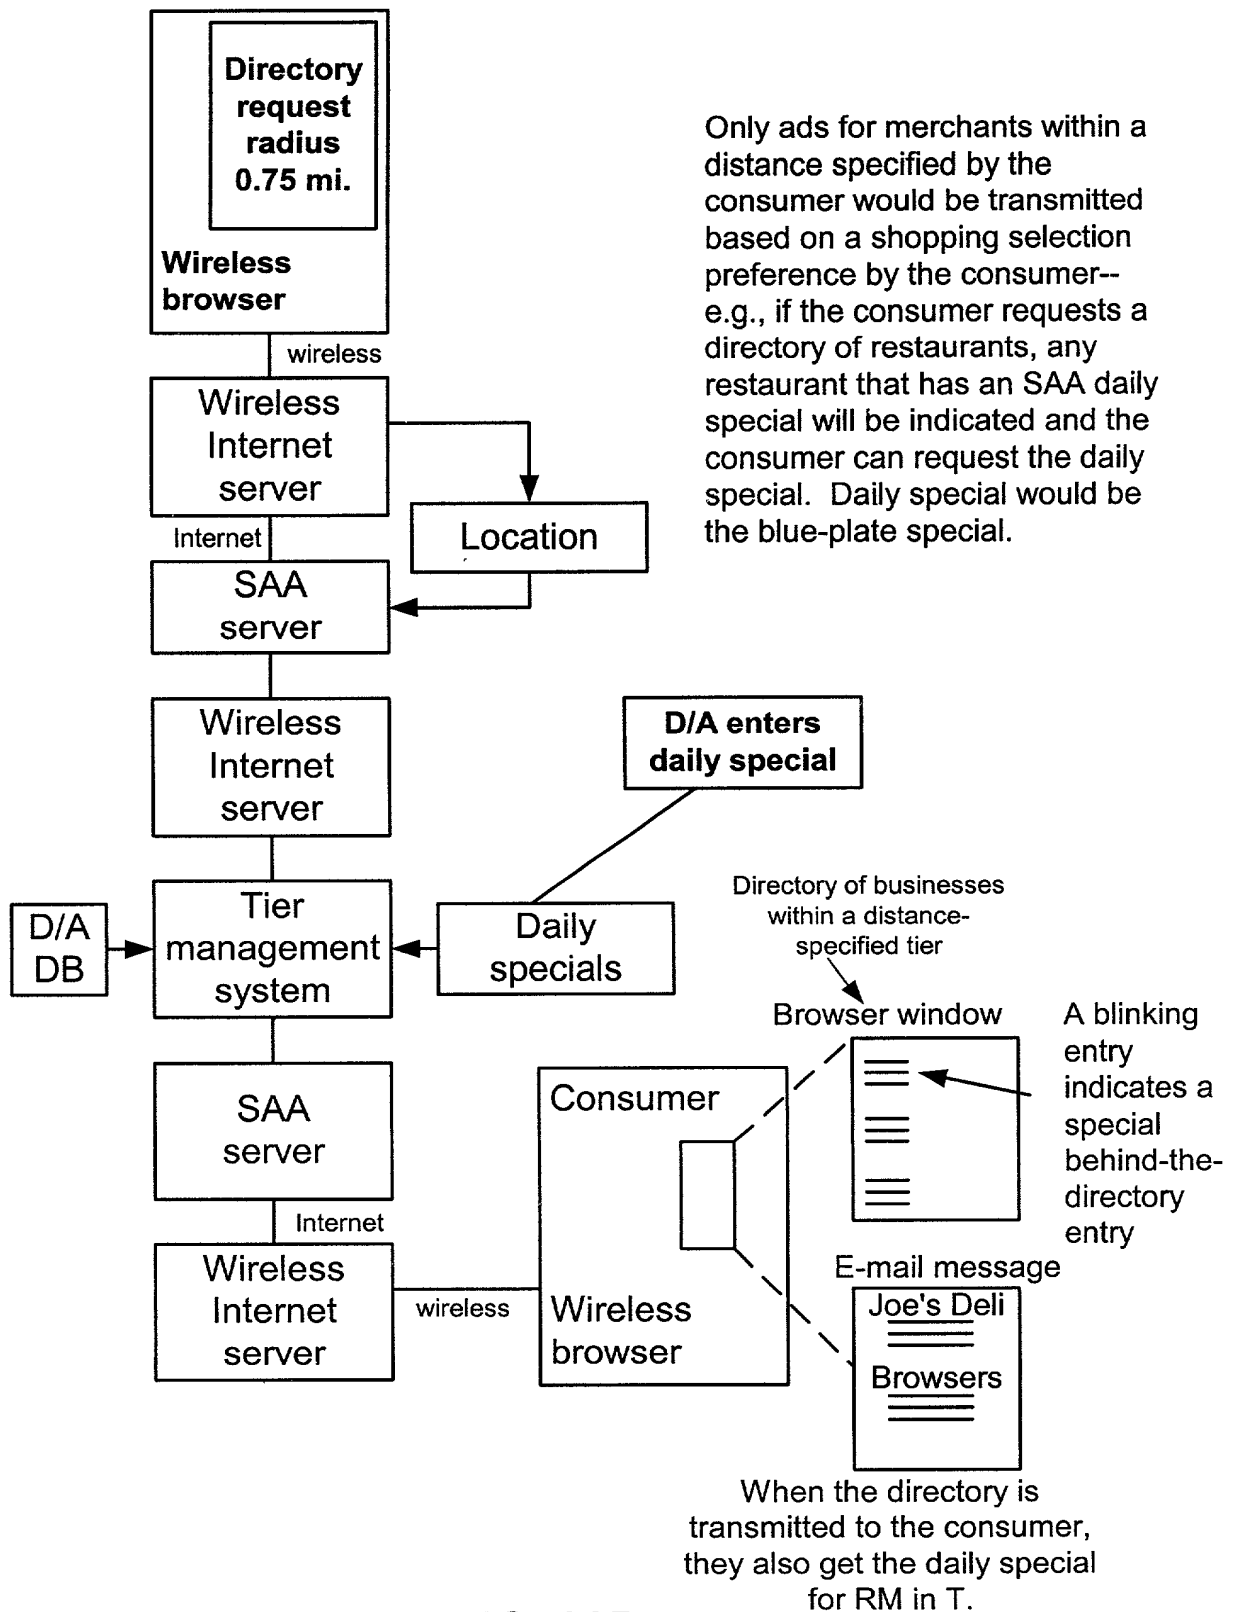 Directory
request
radius
0.75 mi.
Wireless
browser
Only ads for merchants within a
distance specified by the
consumer would be transmitted
based on a shopping selection
preference by the consumer--
e.g., if the consumer requests a
directory of restaurants, any
restaurant that has an SAA daily
special will be indicated and the
consumer can request the daily
special.  Daily special would be
the blue-plate special.
wireless
Wireless
Internet
server
Internet
Location
SAA
server
Wireless
Internet
server
D/A enters
daily special
D/A
DB
Tier
management
system
Daily
specials
Directory of businesses
within a distance-
specified tier
Browser window
A blinking
entry
indicates a
special
behind-the-
directory
entry
SAA
server
Internet
Wireless
Internet
server
wireless
Consumer
Wireless
browser
E-mail message
Joe's Deli
Browsers
When the directory is
transmitted to the consumer,
they also get the daily special
for RM in T.